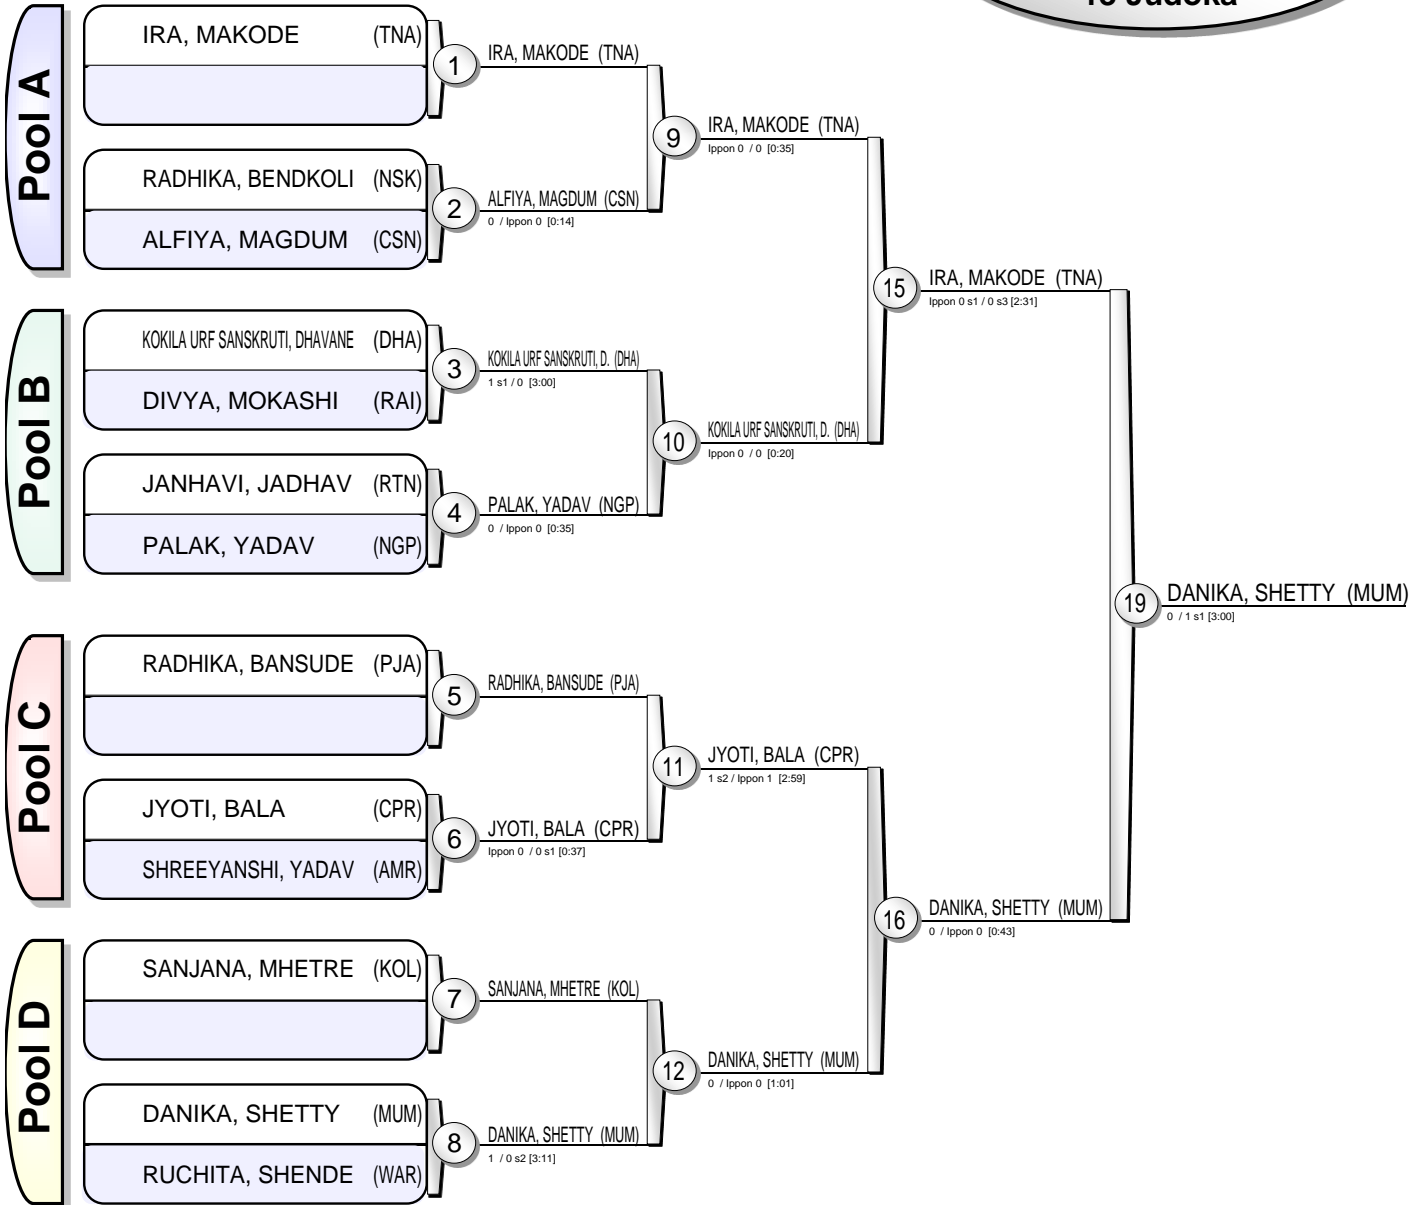 13 Judoka
Pool A
IRA, MAKODE (TNA)
RADHIKA, BENDKOLI (NSK)
ALFIYA, MAGDUM (CSN)
1
IRA, MAKODE (TNA)
2
ALFIYA, MAGDUM (CSN)
0 / Ippon 0 [0:14]
9
IRA, MAKODE (TNA)
Ippon 0 / 0 [0:35]
Pool B
KOKILA URF SANSKRUTI, DHAVANE (DHA)
DIVYA, MOKASHI (RAI)
JANHAVI, JADHAV (RTN)
PALAK, YADAV (NGP)
3
KOKILA URF SANSKRUTI, D. (DHA)
1 s1 / 0 [3:00]
4
PALAK, YADAV (NGP)
0 / Ippon 0 [0:35]
10
KOKILA URF SANSKRUTI, D. (DHA)
Ippon 0 / 0 [0:20]
15
IRA, MAKODE (TNA)
Ippon 0 s1 / 0 s3 [2:31]
Pool C
RADHIKA, BANSUDE (PJA)
JYOTI, BALA (CPR)
SHREEYANSHI, YADAV (AMR)
5
RADHIKA, BANSUDE (PJA)
6
JYOTI, BALA (CPR)
Ippon 0 / 0 s1 [0:37]
11
JYOTI, BALA (CPR)
1 s2 / Ippon 1 [2:59]
Pool D
SANJANA, MHETRE (KOL)
DANIKA, SHETTY (MUM)
RUCHITA, SHENDE (WAR)
7
SANJANA, MHETRE (KOL)
8
DANIKA, SHETTY (MUM)
1 / 0 s2 [3:11]
12
DANIKA, SHETTY (MUM)
0 / Ippon 0 [1:01]
16
DANIKA, SHETTY (MUM)
0 / Ippon 0 [0:43]
19
DANIKA, SHETTY (MUM)
0 / 1 s1 [3:00]